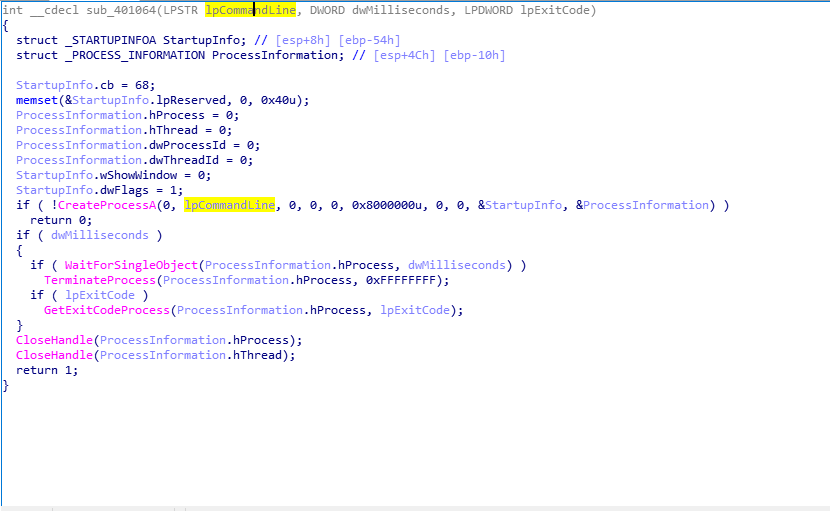 int __cdecl sub_401064(LPSTR lpCommandLine, DWORD dwMilliseconds, LPDWORD lpExitCode)
{
  struct _STARTUPINFOA StartupInfo; // [esp+8h] [ebp-54h]
  struct _PROCESS_INFORMATION ProcessInformation; // [esp+4Ch] [ebp-10h]

  StartupInfo.cb = 68;
  memset(&StartupInfo.lpReserved, 0, 0x40u);
  ProcessInformation.hProcess = 0;
  ProcessInformation.hThread = 0;
  ProcessInformation.dwProcessId = 0;
  ProcessInformation.dwThreadId = 0;
  StartupInfo.wShowWindow = 0;
  StartupInfo.dwFlags = 1;
  if ( !CreateProcessA(0, lpCommandLine, 0, 0, 0, 0x8000000u, 0, 0, &StartupInfo, &ProcessInformation) )
    return 0;
  if ( dwMilliseconds )
  {
    if ( WaitForSingleObject(ProcessInformation.hProcess, dwMilliseconds) )
      TerminateProcess(ProcessInformation.hProcess, 0xFFFFFFFF);
    if ( lpExitCode )
      GetExitCodeProcess(ProcessInformation.hProcess, lpExitCode);
  }
  CloseHandle(ProcessInformation.hProcess);
  CloseHandle(ProcessInformation.hThread);
  return 1;
}